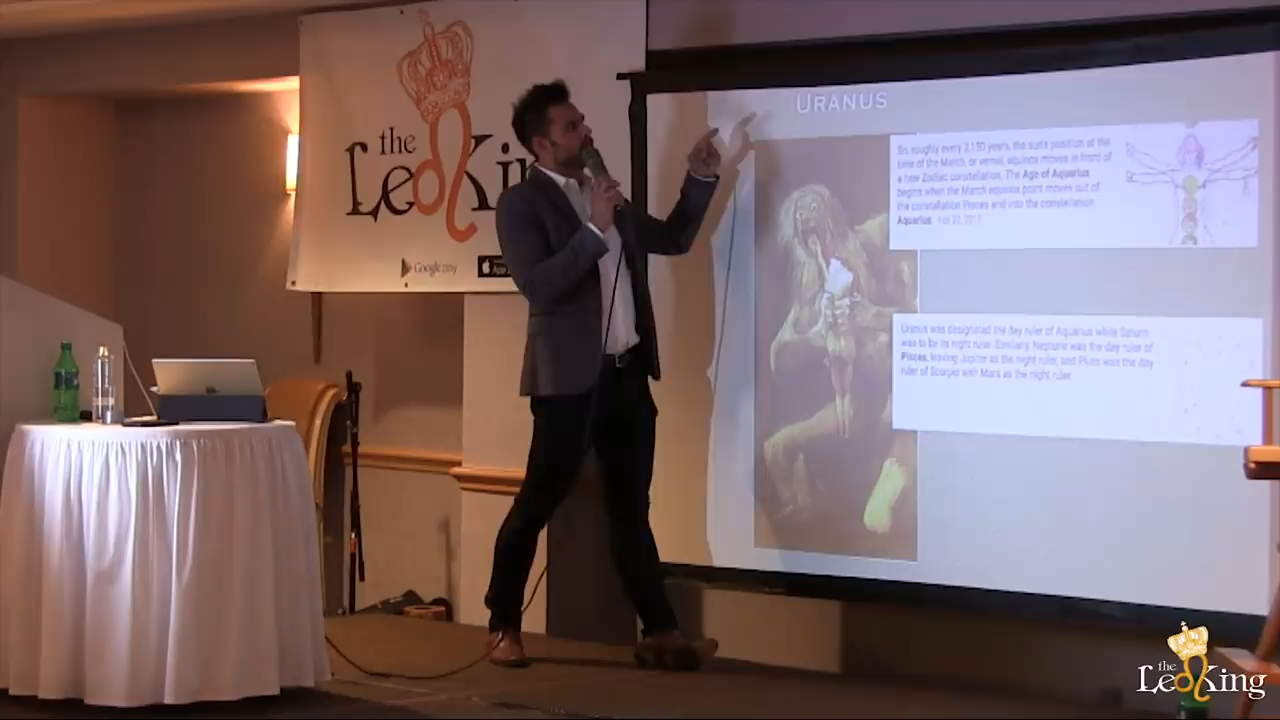 the
Leo King
Google play
App
URANUS
So roughly every 2,150 years, the sun's position at the
time of the March, or vernal, equinox moves in front of
a new Zodiac constellation. The Age of Aquarius
begins when the March equinox point moves out of
the constellation Pisces and into the constellation
Aquarius.
Uranus was designated the day ruler of Aquarius while Saturn
was to be its night ruler. Similarly, Neptune was the day ruler of
Pisces, leaving Jupiter as the night ruler, and Pluto was the day
ruler of Scorpio with Mars as the night ruler.
the
Leo King